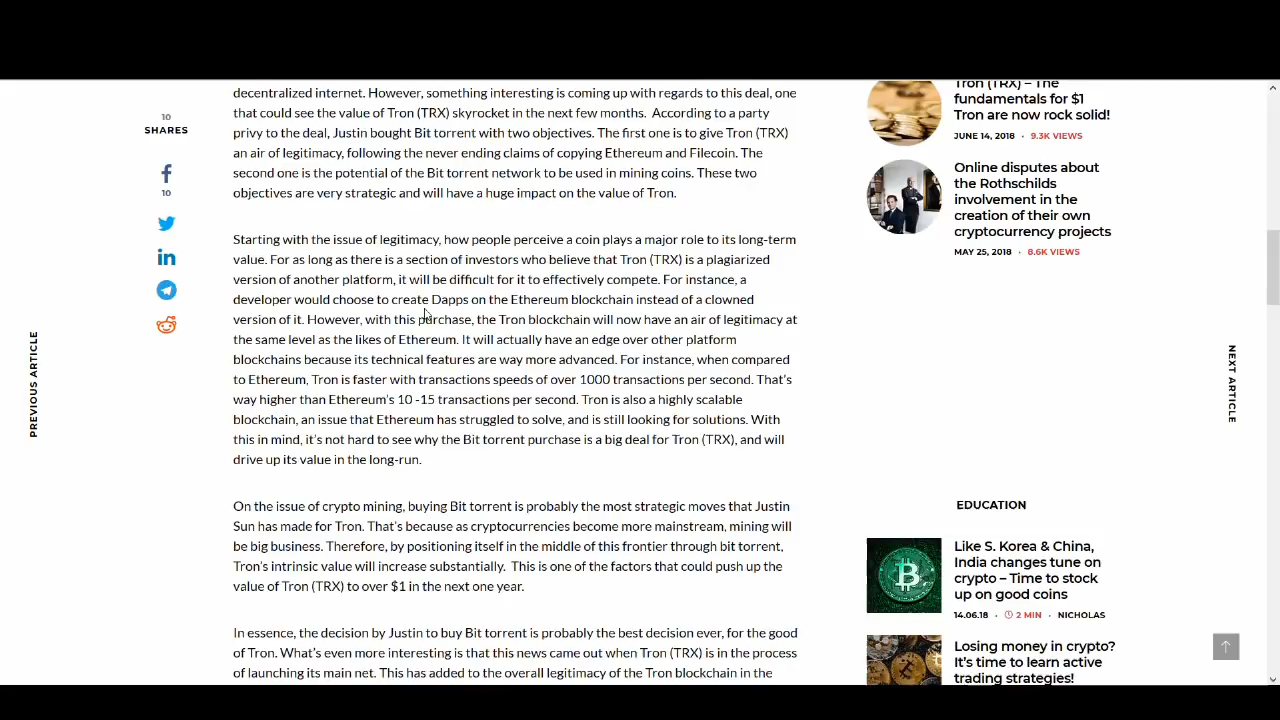 decentralized internet. However, something interesting is coming up with regards to this deal, one
that could see the value of Tron (TRX) skyrocket in the next few months. According to a party
privy to the deal, Justin bought Bit torrent with two objectives. The first one is to give Tron (TRX)
an air of legitimacy, following the never ending claims of copying Ethereum and Filecoin. The
second one is the potential of the Bit torrent network to be used in mining coins. These two
objectives are very strategic and will have a huge impact on the value of Tron.
Starting with the issue of legitimacy, how people perceive a coin plays a major role to its long-term
value. For as long as there is a section of investors who believe that Tron (TRX) is a plagiarized
version of another platform, it will be difficult for it to effectively compete. For instance, a
developer would choose to create Dapps on the Ethereum blockchain instead of a clowned
version of it. However, with this purchase, the Tron blockchain will now have an air of legitimacy at
the same level as the likes of Ethereum. It will actually have an edge over other platform
blockchains because its technical features are way more advanced. For instance, when compared
to Ethereum, Tron is faster with transactions speeds of over 1000 transactions per second. That's
way higher than Ethereum's 10 -15 transactions per second. Tron is also a highly scalable
blockchain, an issue that Ethereum has struggled to solve, and is still looking for solutions. With
this in mind, it's not hard to see why the Bit torrent purchase is a big deal for Tron (TRX), and will
drive up its value in the long-run.
On the issue of crypto mining, buying Bit torrent is probably the most strategic moves that Justin
Sun has made for Tron. That's because as cryptocurrencies become more mainstream, mining will
be big business. Therefore, by positioning itself in the middle of this frontier through bit torrent,
Tron's intrinsic value will increase substantially. This is one of the factors that could push up the
value of Tron (TRX) to over $1 in the next one year.
In essence, the decision by Justin to buy Bit torrent is probably the best decision ever, for the good
of Tron. What's even more interesting is that this news came out when Tron (TRX) is in the process
of launching its main net. This has added to the overall legitimacy of the Tron blockchain in the
10
SHARES
10
PREVIOUS ARTICLE
Tron (TRX) – The
fundamentals for $1
Tron are now rock solid!
JUNE 14, 2018 • 9.3K VIEWS
Online disputes about
the Rothschilds
involvement in the
creation of their own
cryptocurrency projects
MAY 25, 2018 • 8.6K VIEWS
NEXT ARTICLE
EDUCATION
Like S. Korea & China,
India changes tune on
crypto – Time to stock
up on good coins
14.06.18 • 2 MIN • NICHOLAS
Losing money in crypto?
It's time to learn active
trading strategies!